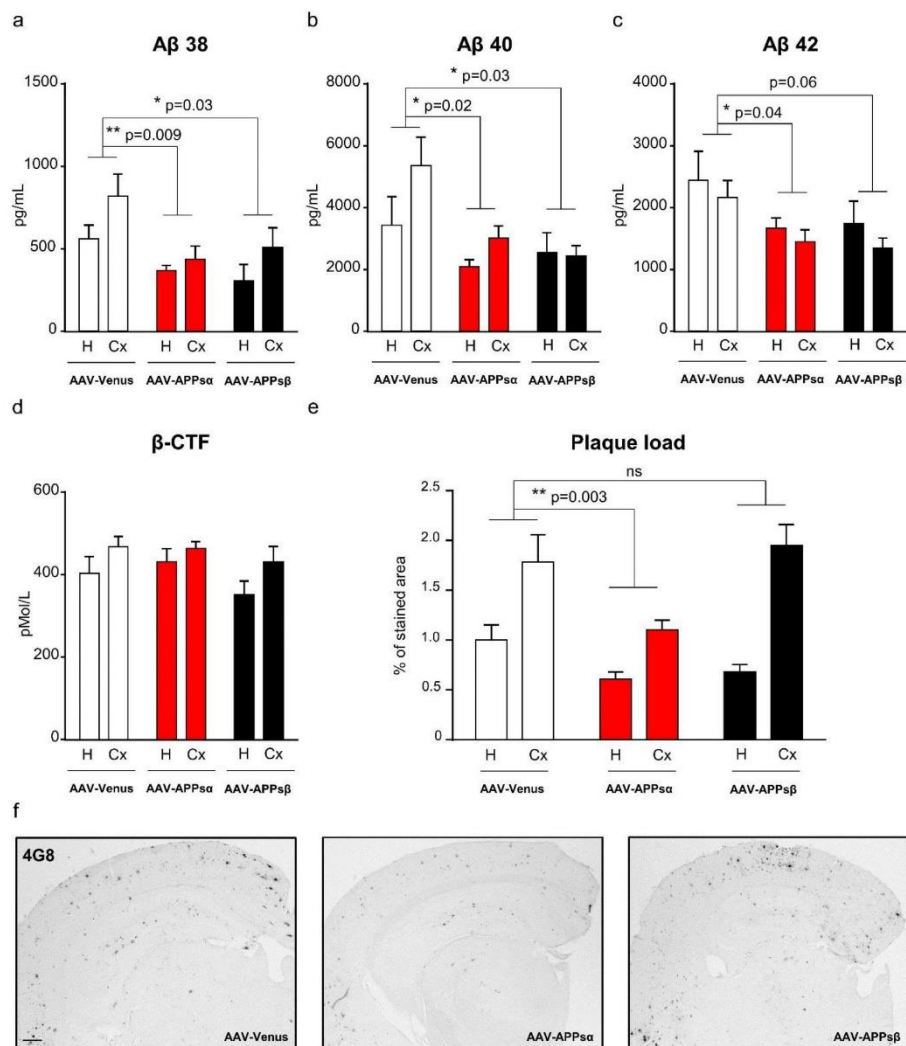 a
Aβ 38
1500
1000
500
0
pg/mL
* p=0.03
** p=0.009
H Cx H Cx H Cx
AAV-Venus AAV-APPsα AAV-APPsβ
b
Aβ 40
8000
6000
4000
2000
0
pg/mL
* p=0.03
* p=0.02
H Cx H Cx H Cx
AAV-Venus AAV-APPsα AAV-APPsβ
c
Aβ 42
4000
3000
2000
1000
0
pg/mL
p=0.06
* p=0.04
H Cx H Cx H Cx
AAV-Venus AAV-APPsα AAV-APPsβ
d
β-CTF
600
400
200
0
pMol/L
H Cx H Cx H Cx
AAV-Venus AAV-APPsα AAV-APPsβ
e
Plaque load
2.5
2.0
1.5
1.0
0.5
0
% of stained area
ns
** p=0.003
H Cx H Cx H Cx
AAV-Venus AAV-APPsα AAV-APPsβ
f
4G8
AAV-Venus
AAV-APPsα
AAV-APPsβ